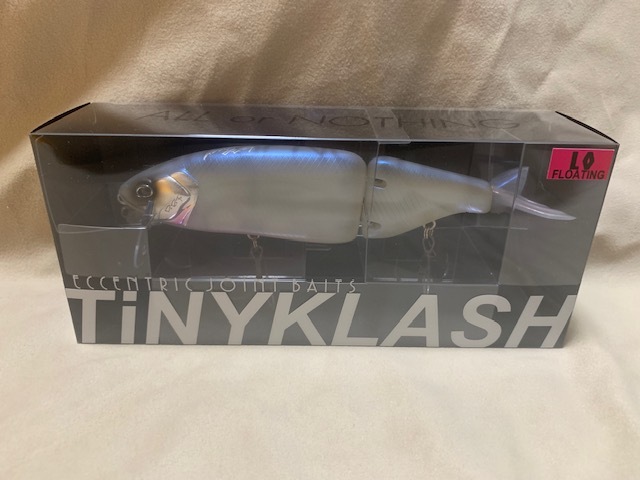 ALL or NOTHING
LO
FLOATING
ECCENTRIC JOINT BAITS
TiNYKLASH